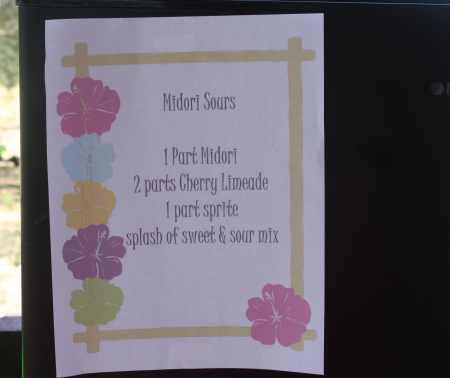 Midori Sours
1 Part Midori
2 parts Cherry Limeade
1 part sprite
splash of sweet & sour mix